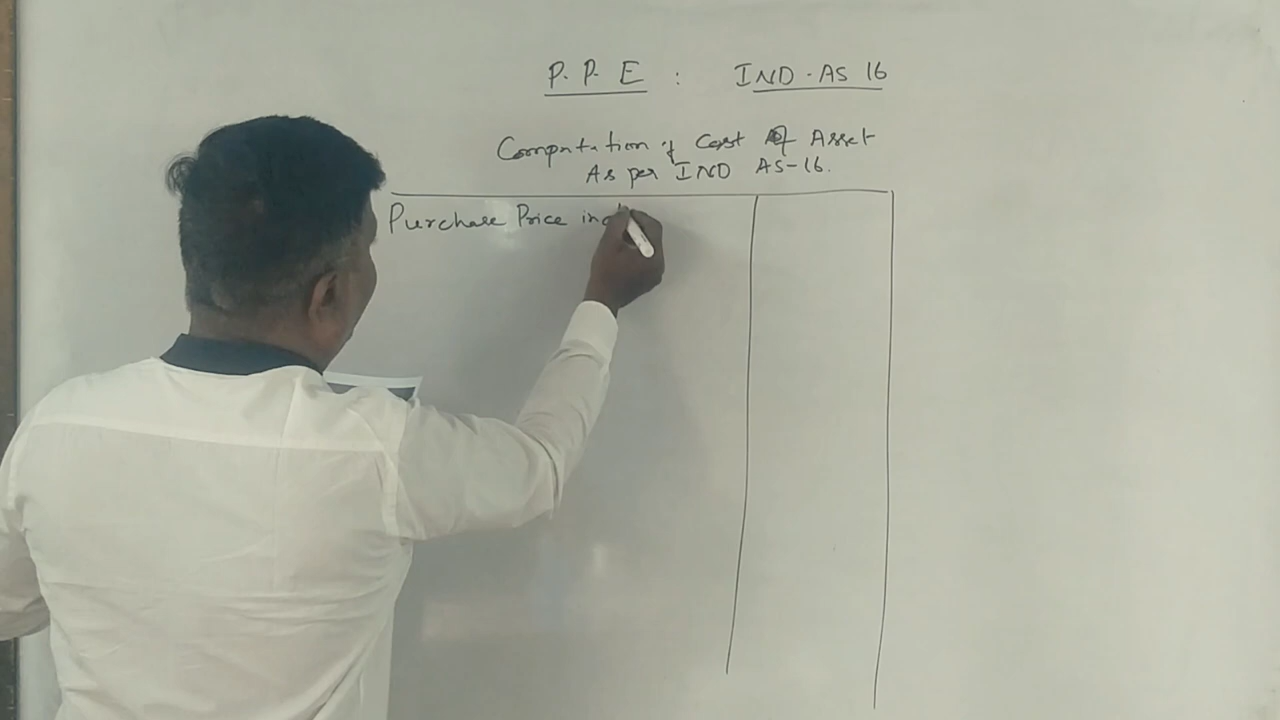 P. P. E : IND. AS 16
Computation of Cost Of Asset
As per IND AS-16.
Purchase Price inc